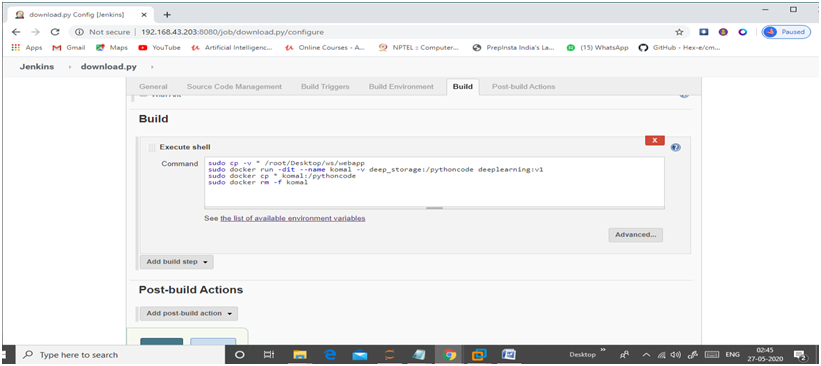 download.py Config [Jenkins]
Not secure | 192.168.43.203:8080/job/download.py/configure
Paused
Apps Gmail Maps YouTube Artificial Intelligenc... Online Courses - A... NPTEL :: Computer... PrepInsta India's La... (15) WhatsApp GitHub - Hex-e/cm...
Jenkins download.py
General Source Code Management Build Triggers Build Environment Build Post-build Actions
Build
Execute shell
X
Command
sudo cp -v * /root/Desktop/ws/webapp
sudo docker run -dit --name komal -v deep_storage:/pythoncode deeplearning:v1
sudo docker cp * komal:/pythoncode
sudo docker rm -f komal
See the list of available environment variables
Advanced...
Add build step
Post-build Actions
Add post-build action
Type here to search
Desktop
ENG
02:45
27-05-2020
2